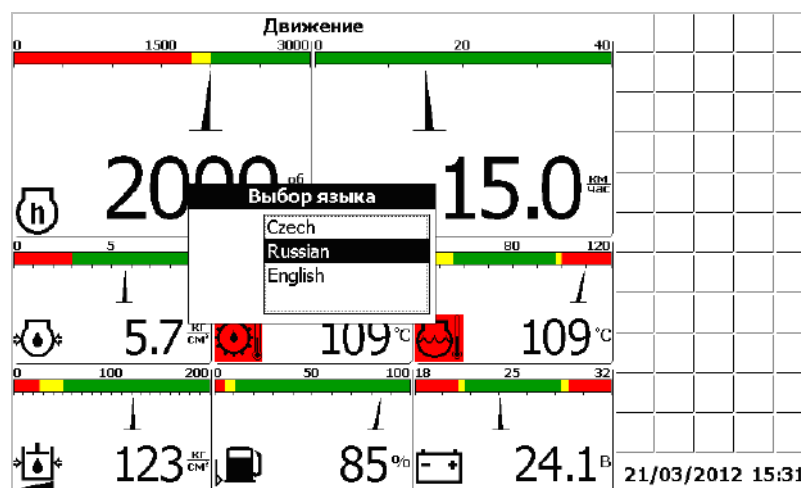 Движение
0 1500 3000 0 20 40
2000 об
15.0 км час
h
Выбор языка
Czech
Russian
English
0 5 80 120
5.7 кг см²
109 °C
109 °C
0 100 200 0 50 100 18 25 32
123 кг см²
85 %
24.1 В
21/03/2012 15:31